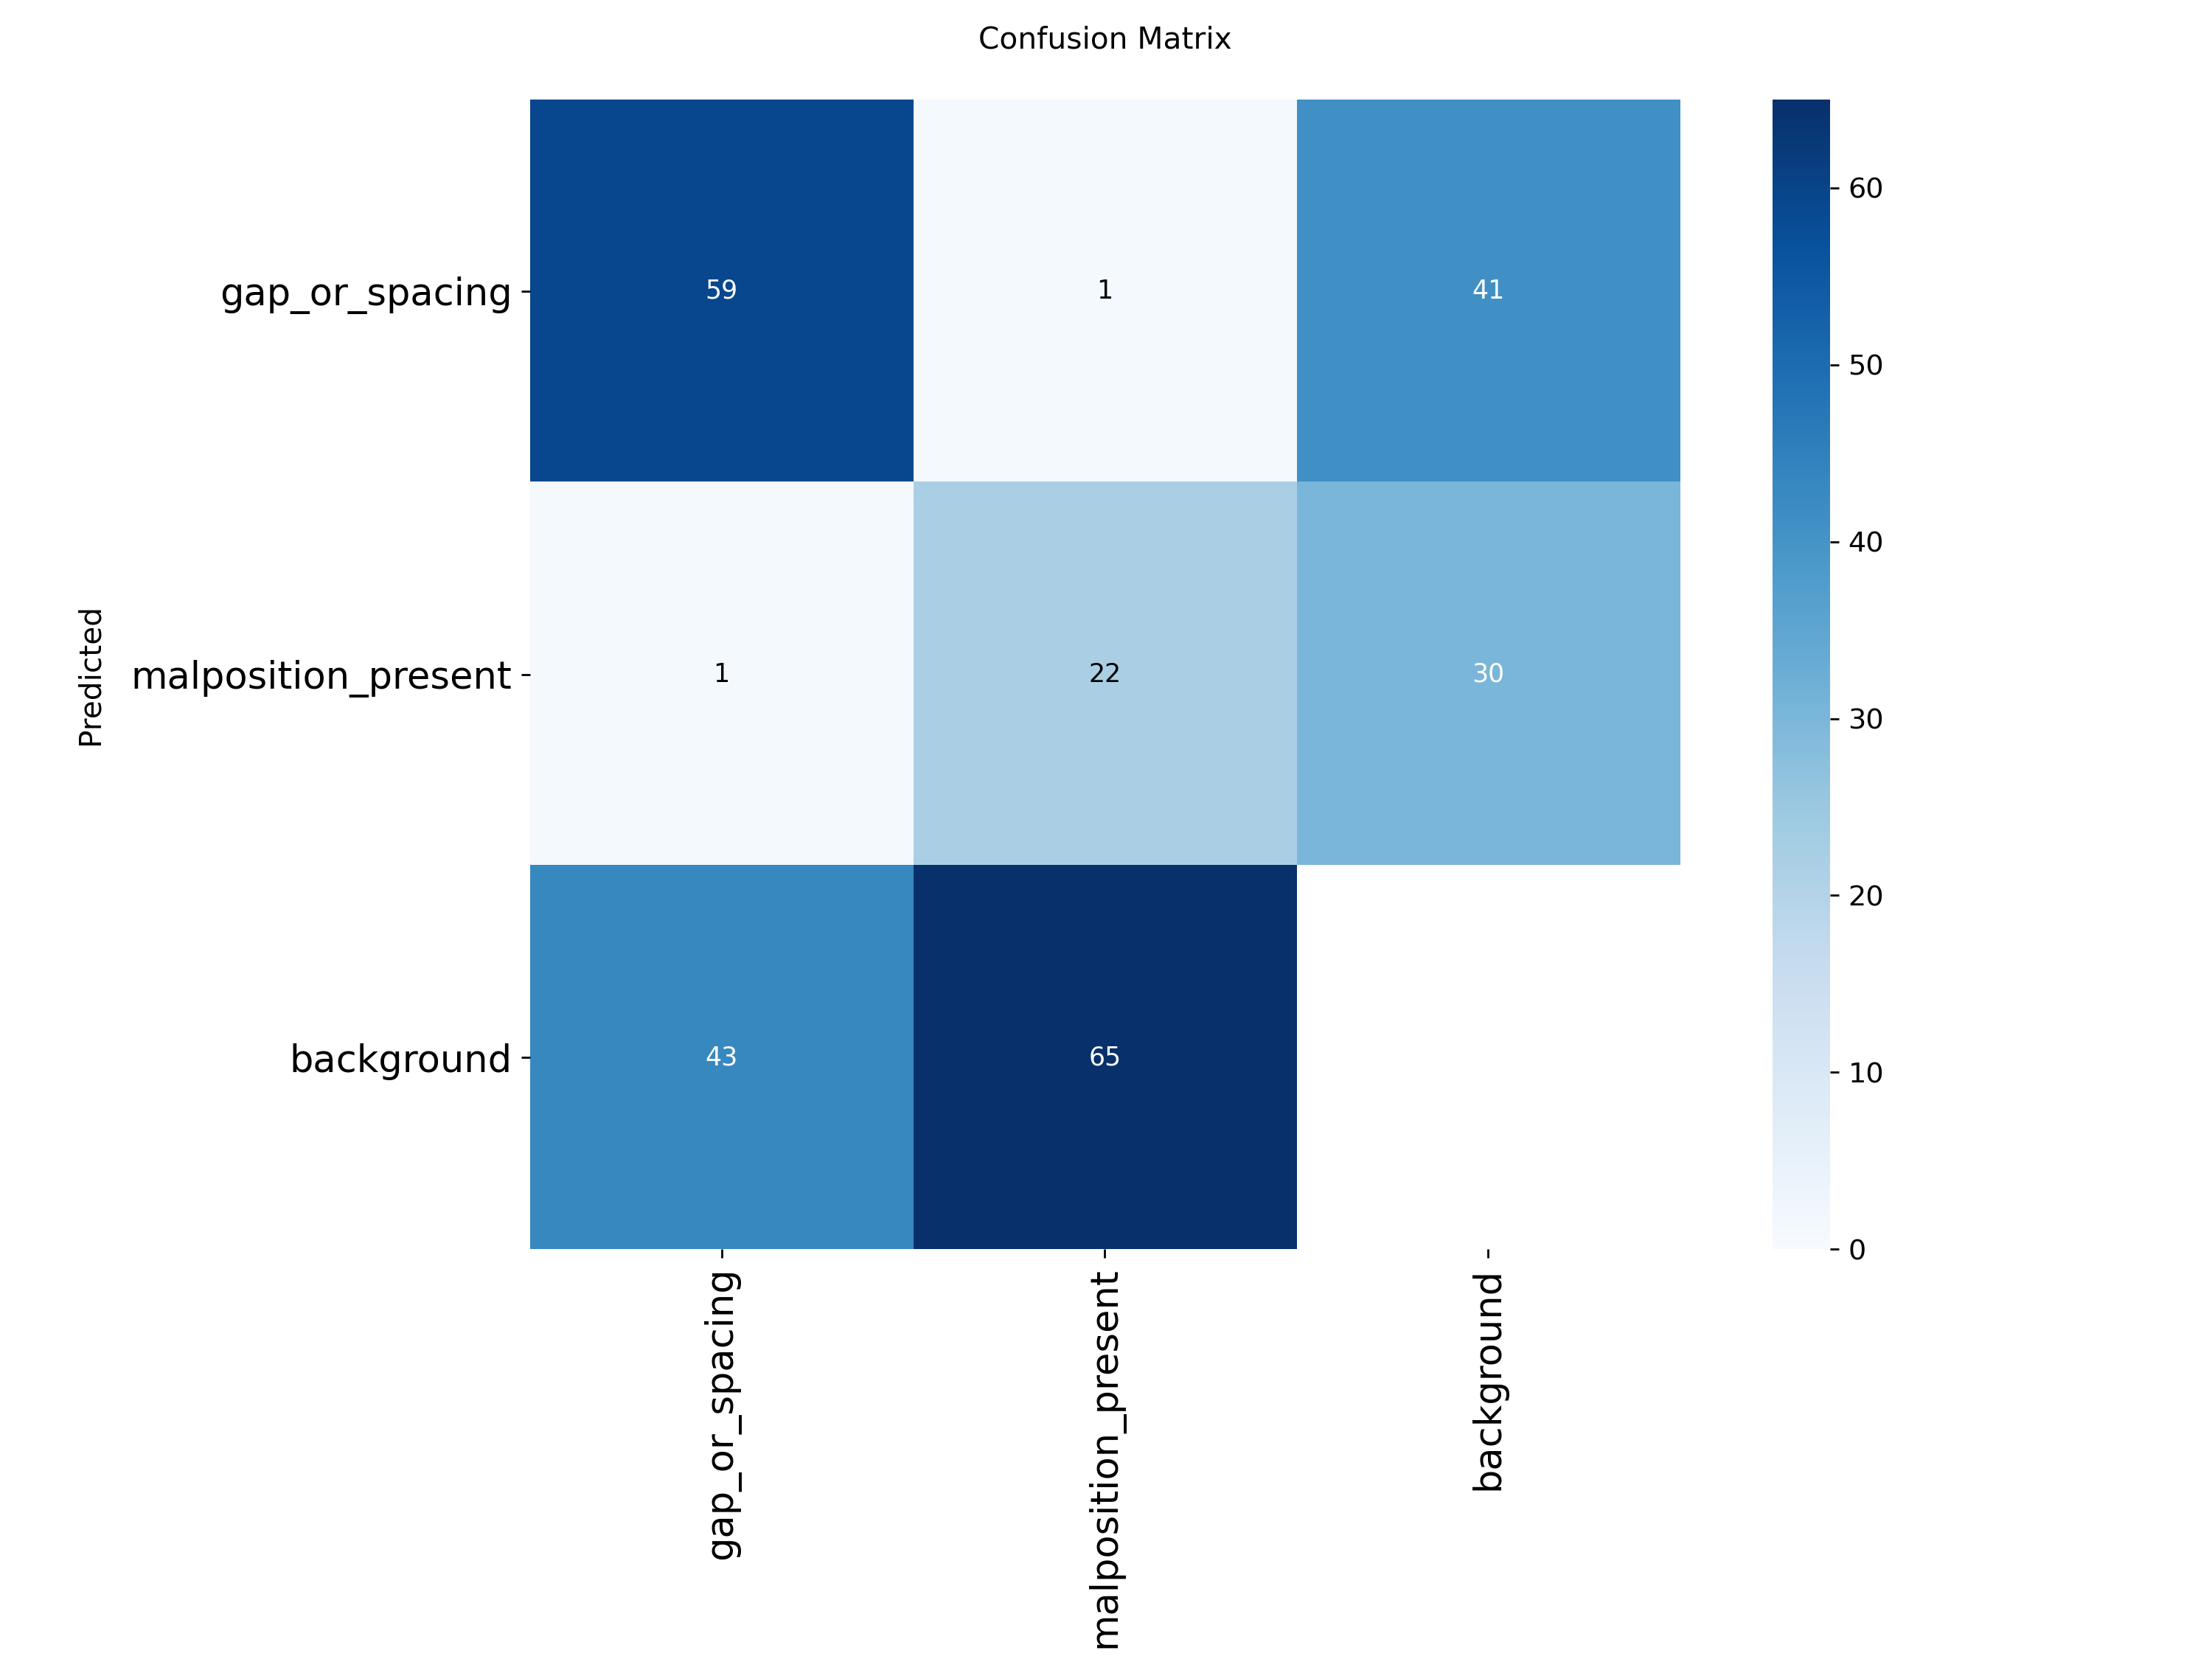 Confusion Matrix
Predicted
gap_or_spacing
59
1
41
malposition_present
1
22
30
background
43
65
gap_or_spacing
malposition_present
background
60
50
40
30
20
10
0